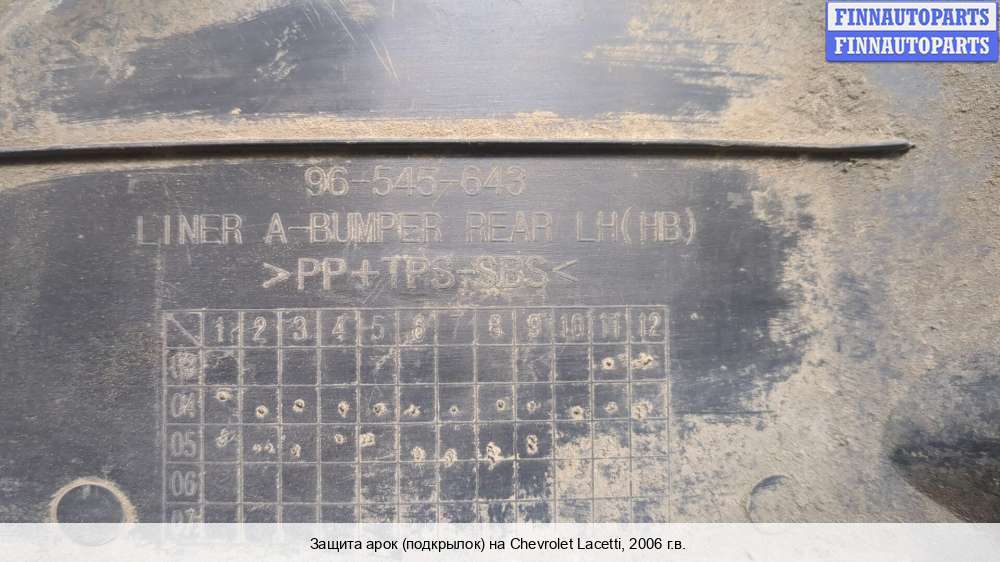 FINNAUTOPARTS
FINNAUTOPARTS
96-545-643
LINER A-BUMPER REAR LH(HB)
>PP+TPS-SBS<
1 2 3 4 5 6 7 8 9 10 11 12
04
05
06
07
Защита арок (подкрылок) на Chevrolet Lacetti, 2006 г.в.